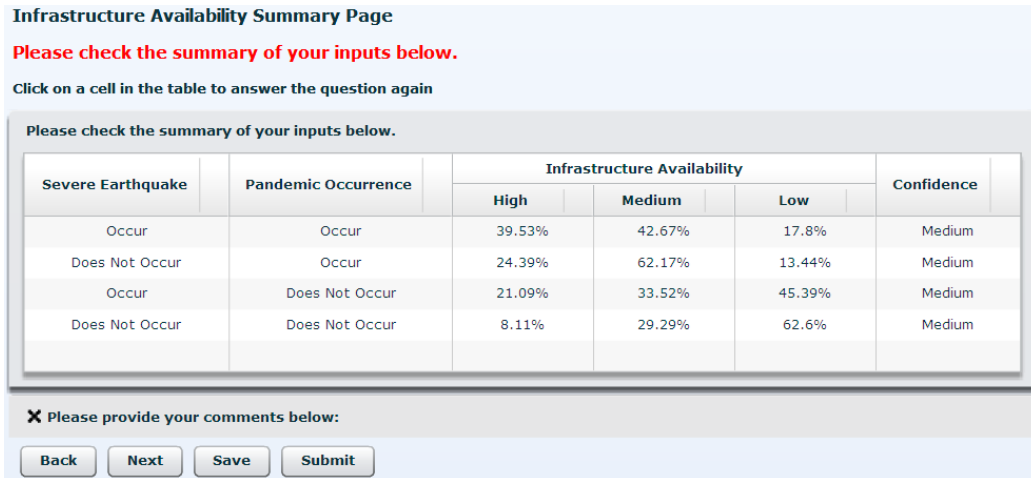 Infrastructure Availability Summary Page
Please check the summary of your inputs below.
Click on a cell in the table to answer the question again
Please check the summary of your inputs below.
Severe Earthquake Pandemic Occurrence Infrastructure Availability Confidence
High Medium Low
Occur Occur 39.53% 42.67% 17.8% Medium
Does Not Occur Occur 24.39% 62.17% 13.44% Medium
Occur Does Not Occur 21.09% 33.52% 45.39% Medium
Does Not Occur Does Not Occur 8.11% 29.29% 62.6% Medium
Please provide your comments below:
Back Next Save Submit